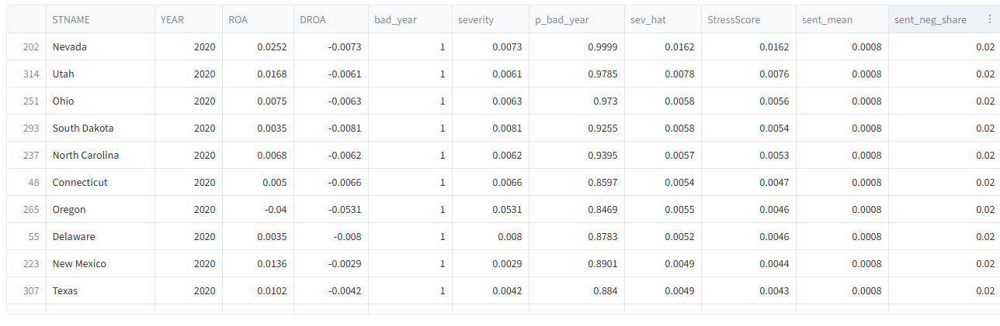 STNAME YEAR ROA DROA bad_year severity p_bad_year sev_hat StressScore sent_mean sent_neg_share
202 Nevada 2020 0.0252 -0.0073 1 0.0073 0.9999 0.0162 0.0162 0.0008 0.02
314 Utah 2020 0.0168 -0.0061 1 0.0061 0.9785 0.0078 0.0076 0.0008 0.02
251 Ohio 2020 0.0075 -0.0063 1 0.0063 0.973 0.0058 0.0056 0.0008 0.02
293 South Dakota 2020 0.0035 -0.0081 1 0.0081 0.9255 0.0058 0.0054 0.0008 0.02
237 North Carolina 2020 0.0068 -0.0062 1 0.0062 0.9395 0.0057 0.0053 0.0008 0.02
48 Connecticut 2020 0.005 -0.0066 1 0.0066 0.8597 0.0054 0.0047 0.0008 0.02
265 Oregon 2020 -0.04 -0.0531 1 0.0531 0.8469 0.0055 0.0046 0.0008 0.02
55 Delaware 2020 0.0035 -0.008 1 0.008 0.8783 0.0052 0.0046 0.0008 0.02
223 New Mexico 2020 0.0136 -0.0029 1 0.0029 0.8901 0.0049 0.0044 0.0008 0.02
307 Texas 2020 0.0102 -0.0042 1 0.0042 0.884 0.0049 0.0043 0.0008 0.02